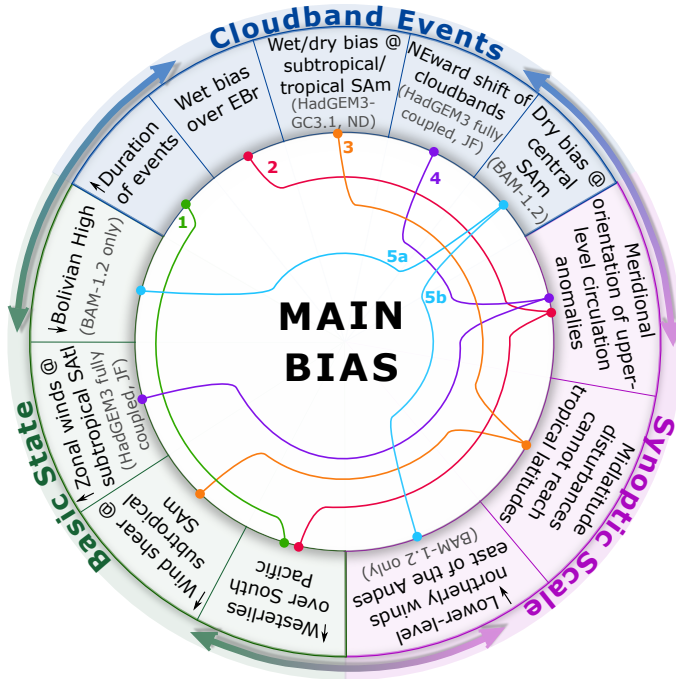 Cloudband Events
↑Duration
of events
Wet bias
over EBr
Wet/dry bias @
subtropical/
tropical SAm
(HadGEM3-
GC3.1, ND)
NEward shift of
cloudbands
(HadGEM3 fully
coupled, JF)
Dry bias @
central
SAm
(BAM-1.2)
Synoptic Scale
Meridional
orientation of upper-
level circulation
anomalies
Midlatitude
disturbances
cannot reach
tropical latitudes
↑Lower-level
northerly winds
east of the Andes
(BAM-1.2 only)
Basic State
↑Westerlies
over South
Pacific
↑Wind shear @
subtropical
SAm
↑Zonal winds @
subtropical SAtl
(HadGEM3 fully
coupled, JF)
↓Bolivian High
(BAM-1.2 only)
1
2
3
4
5a
5b
MAIN
BIAS